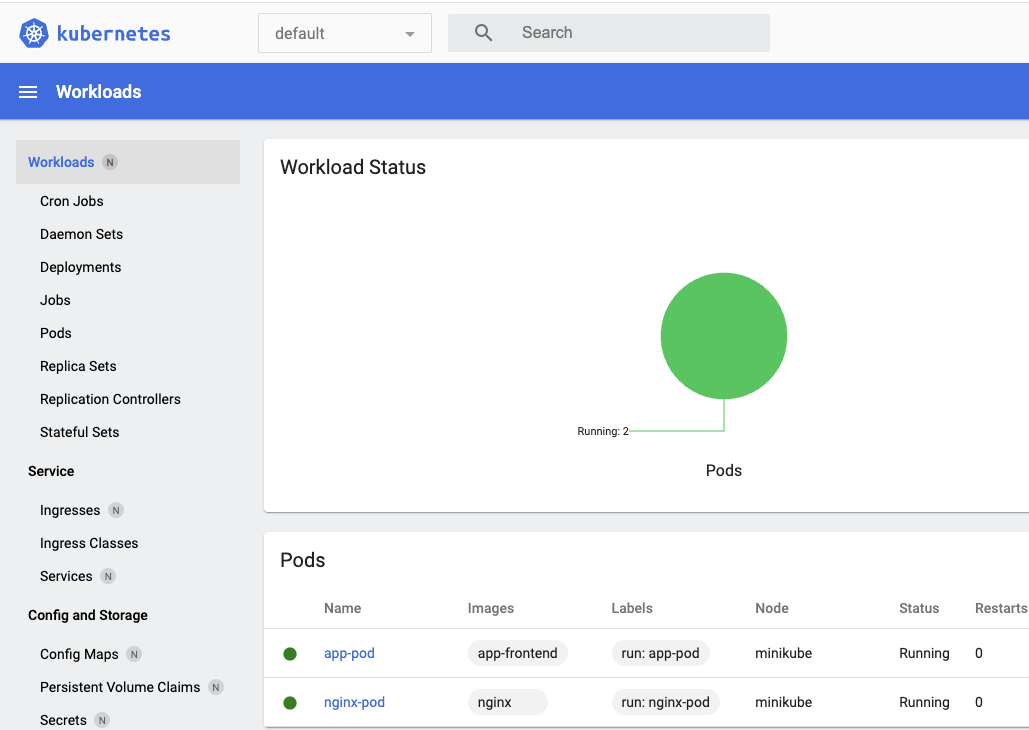 kubernetes
default
Search
Workloads
Workloads N
Cron Jobs
Daemon Sets
Deployments
Jobs
Pods
Replica Sets
Replication Controllers
Stateful Sets
Service
Ingresses N
Ingress Classes
Services N
Config and Storage
Config Maps N
Persistent Volume Claims N
Secrets N
Workload Status
Running: 2
Pods
Pods
Name Images Labels Node Status Restarts
app-pod app-frontend run: app-pod minikube Running 0
nginx-pod nginx run: nginx-pod minikube Running 0